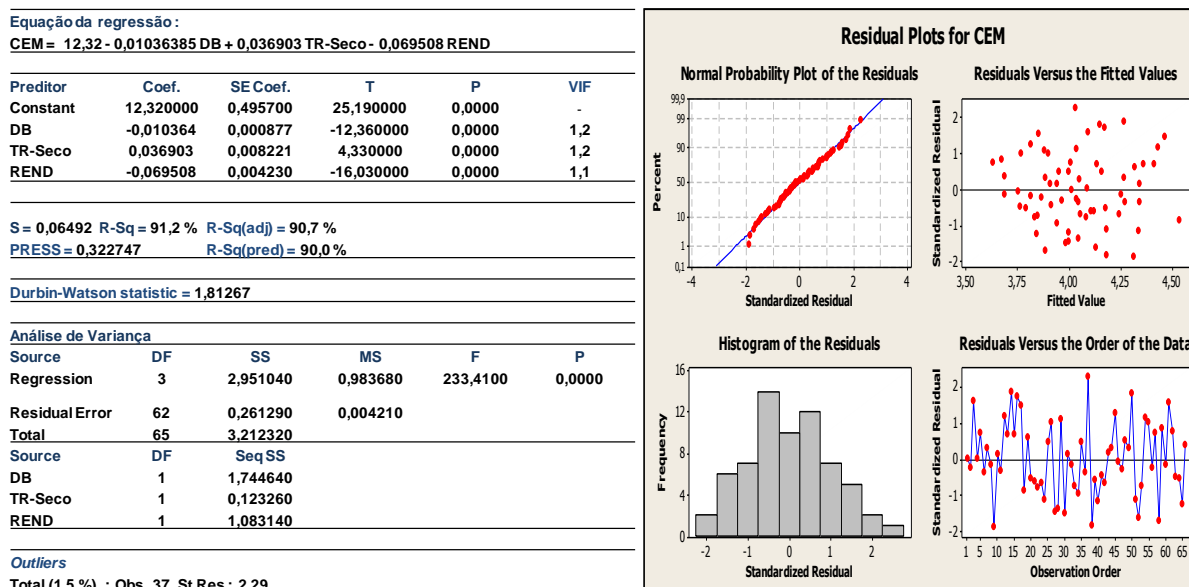 Equação da regressão :
CEM = 12,32 - 0,01036385 DB + 0,036903 TR-Seco - 0,069508 REND
Preditor Coef. SE Coef. T P VIF
Constant 12,320000 0,495700 25,190000 0,0000 -
DB -0,010364 0,000877 -12,360000 0,0000 1,2
TR-Seco 0,036903 0,008221 4,330000 0,0000 1,2
REND -0,069508 0,004230 -16,030000 0,0000 1,1
S = 0,06492 R-Sq = 91,2 % R-Sq(adj) = 90,7 %
PRESS = 0,322747 R-Sq(pred) = 90,0 %
Durbin-Watson statistic = 1,81267
Análise de Variança
Source DF SS MS F P
Regression 3 2,951040 0,983680 233,4100 0,0000
Residual Error 62 0,261290 0,004210
Total 65 3,212320
Source DF Seq SS
DB 1 1,744640
TR-Seco 1 0,123260
REND 1 1,083140
Outliers
Total (1,5 %) : Obs. 37, St Res : 2,29
Residual Plots for CEM
Normal Probability Plot of the Residuals
Percent
99,9
99
90
50
10
1
0,1
-4 -2 0 2 4
Standardized Residual
Residuals Versus the Fitted Values
Standardized Residual
2
1
0
-1
-2
3,50 3,75 4,00 4,25 4,50
Fitted Value
Histogram of the Residuals
Frequency
16
12
8
4
0
-2 -1 0 1 2
Standardized Residual
Residuals Versus the Order of the Data
Standardized Residual
2
1
0
-1
-2
1 5 10 15 20 25 30 35 40 45 50 55 60 65
Observation Order